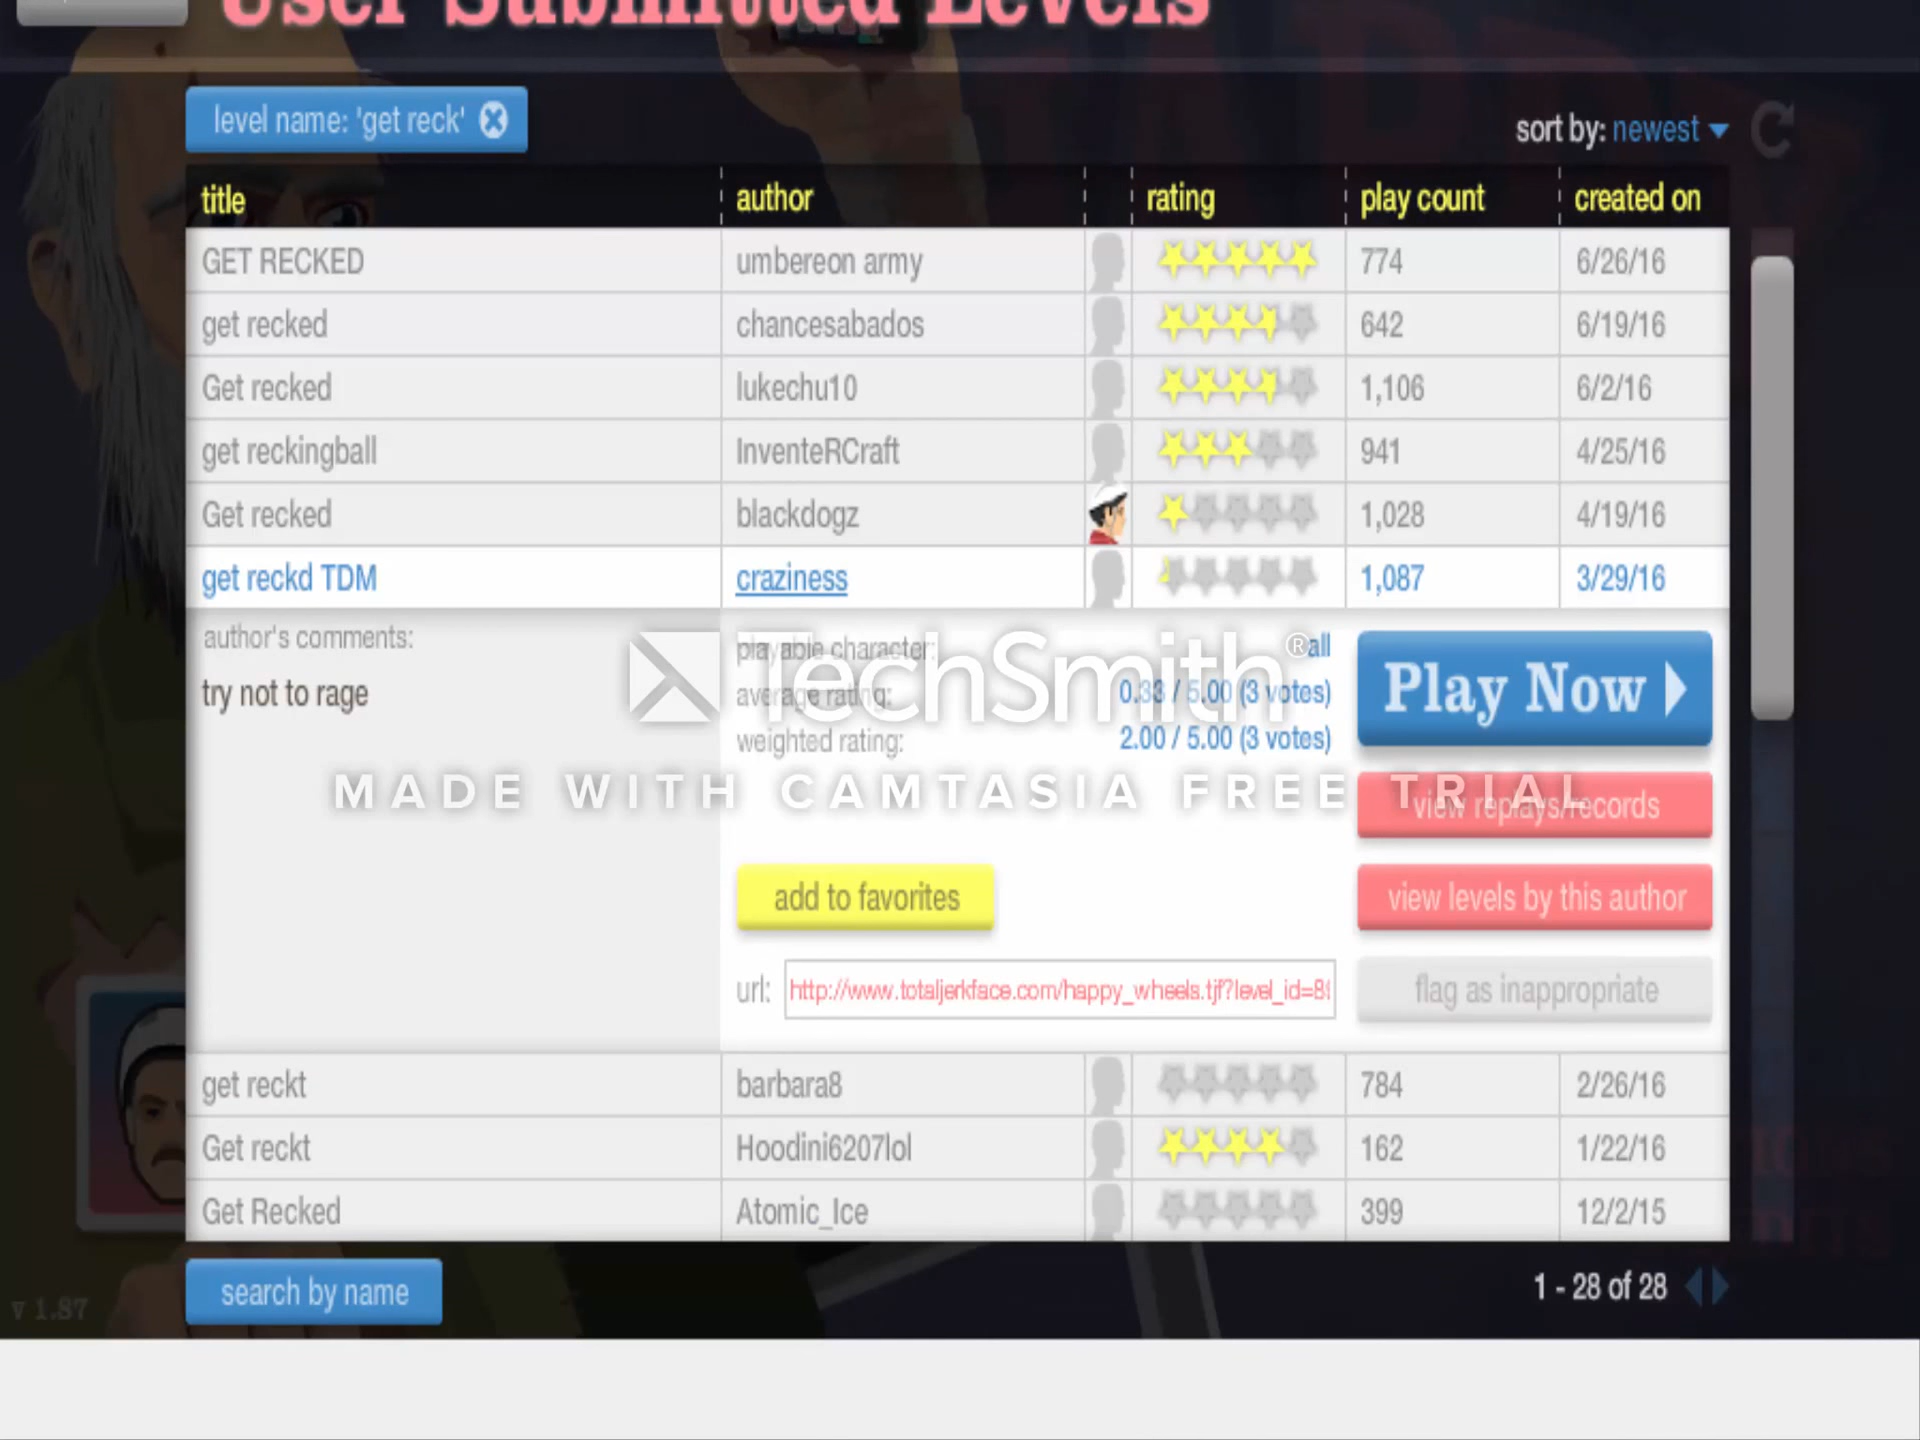 User Submitted Levels
level name: 'get reck'
sort by: newest
title author rating play count created on
GET RECKED umbereon army 774 6/26/16
get recked chancesabados 642 6/19/16
Get recked lukechu10 1,106 6/2/16
get reckingball InventeRCraft 941 4/25/16
Get recked blackdogz 1,028 4/19/16
get reckd TDM craziness 1,087 3/29/16
author's comments:
try not to rage
playable character: all
average rating: 0.33 / 5.00 (3 votes)
weighted rating: 2.00 / 5.00 (3 votes)
TechSmith®
MADE WITH CAMTASIA FREE TRIAL
Play Now
view replays/records
add to favorites
view levels by this author
url: http://www.totaljerkface.com/happy_wheels.tjf?level_id=8
flag as inappropriate
get reckt barbara8 784 2/26/16
Get reckt Hoodini6207lol 162 1/22/16
Get Recked Atomic_Ice 399 12/2/15
search by name
1 - 28 of 28
v 1.87